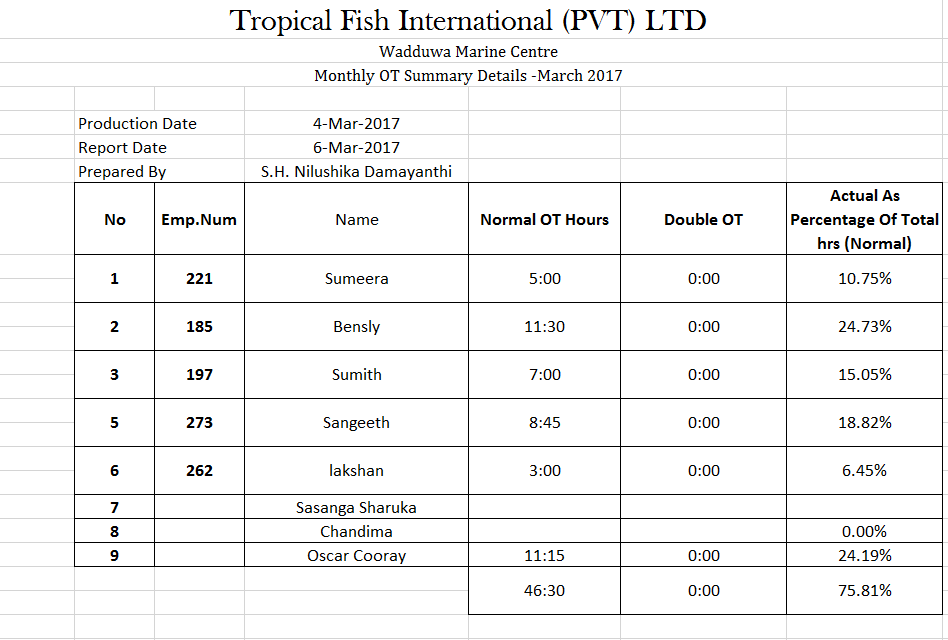 Tropical Fish International (PVT) LTD
Wadduwa Marine Centre
Monthly OT Summary Details -March 2017
Production Date 4-Mar-2017
Report Date 6-Mar-2017
Prepared By S.H. Nilushika Damayanthi
No Emp.Num Name Normal OT Hours Double OT Actual As
Percentage Of Total
hrs (Normal)
1 221 Sumeera 5:00 0:00 10.75%
2 185 Bensly 11:30 0:00 24.73%
3 197 Sumith 7:00 0:00 15.05%
5 273 Sangeeth 8:45 0:00 18.82%
6 262 lakshan 3:00 0:00 6.45%
7 Sasanga Sharuka
8 Chandima 0.00%
9 Oscar Cooray 11:15 0:00 24.19%
46:30 0:00 75.81%